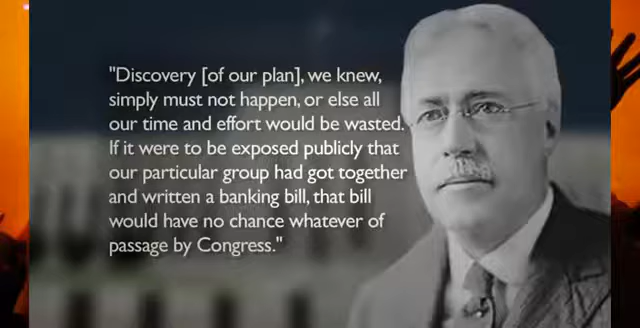 "Discovery [of our plan], we knew,
simply must not happen, or else all
our time and effort would be wasted.
If it were to be exposed publicly that
our particular group had got together
and written a banking bill, that bill
would have no chance whatever of
passage by Congress."